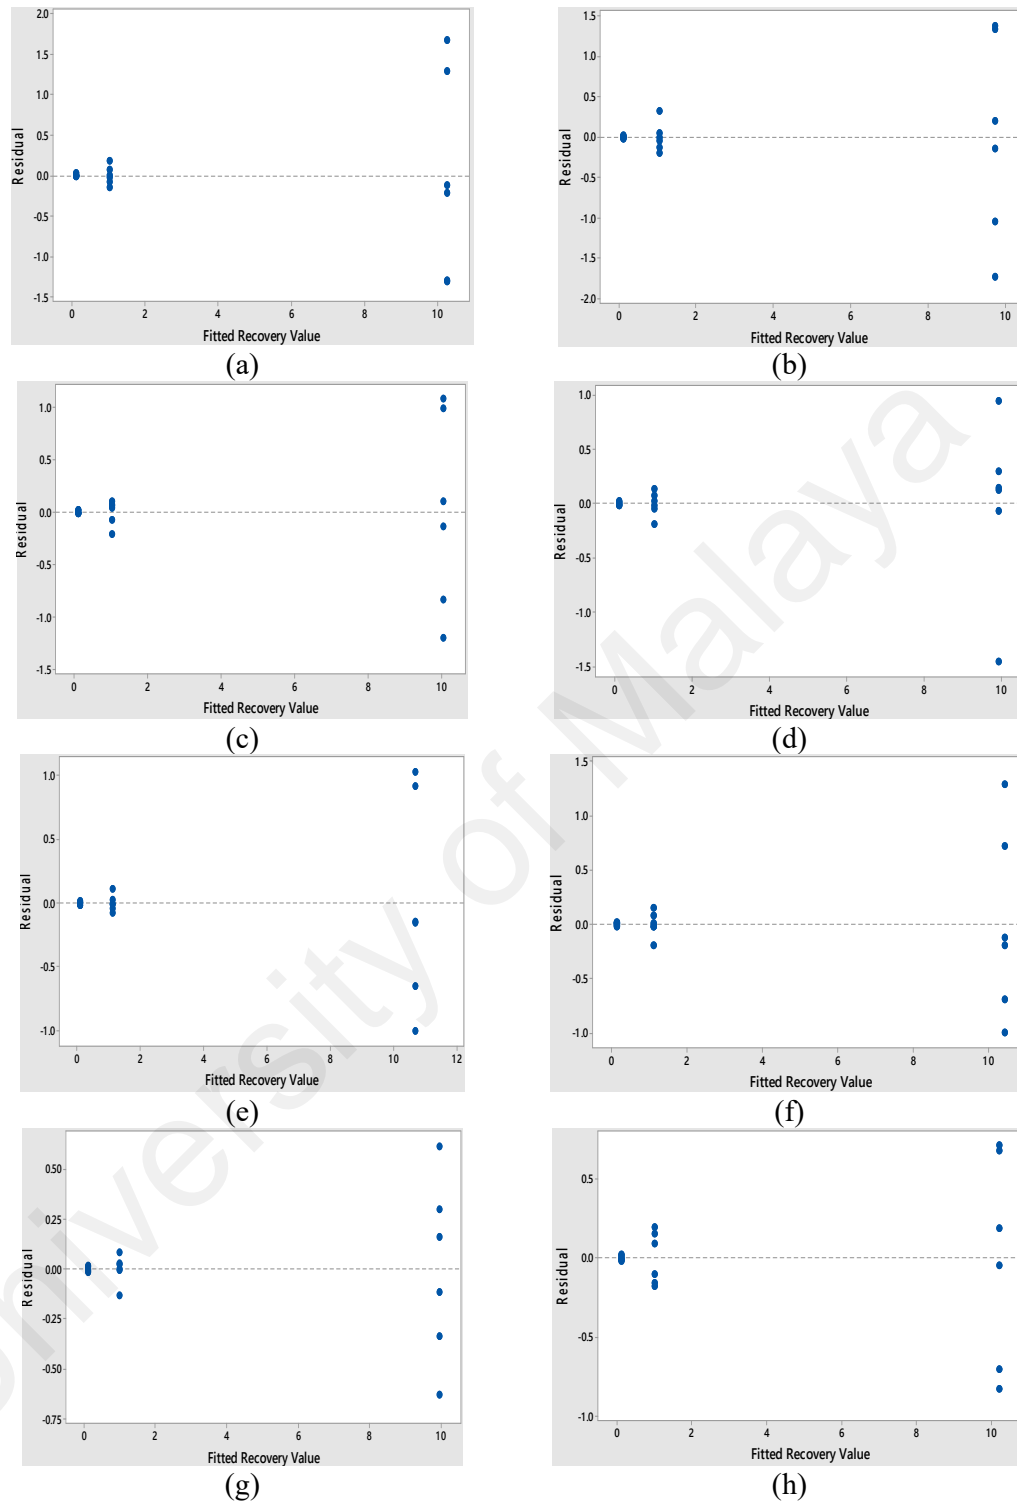 2.0
1.5
1.0
0.5
0.0
-0.5
-1.0
-1.5
Residual
0 2 4 6 8 10
Fitted Recovery Value
(a)
1.5
1.0
0.5
0.0
-0.5
-1.0
-1.5
-2.0
Residual
0 2 4 6 8 10
Fitted Recovery Value
(b)
1.0
0.5
0.0
-0.5
-1.0
-1.5
Residual
0 2 4 6 8 10
Fitted Recovery Value
(c)
1.0
0.5
0.0
-0.5
-1.0
-1.5
Residual
0 2 4 6 8 10
Fitted Recovery Value
(d)
1.0
0.5
0.0
-0.5
-1.0
Residual
0 2 4 6 8 10 12
Fitted Recovery Value
(e)
1.5
1.0
0.5
0.0
-0.5
-1.0
Residual
0 2 4 6 8 10
Fitted Recovery Value
(f)
0.50
0.25
0.00
-0.25
-0.50
-0.75
Residual
0 2 4 6 8 10
Fitted Recovery Value
(g)
0.5
0.0
-0.5
-1.0
Residual
0 2 4 6 8 10
Fitted Recovery Value
(h)
University of Malaya